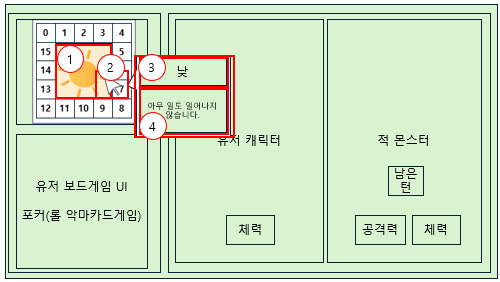 0 1 2 3 4
15 5
14
13 7
12 11 10 9 8
1
2
3
4
낮
아무 일도 일어나지
않습니다.
유저 캐릭터
적 몬스터
남은
턴
체력
공격력
체력
유저 보드게임 UI
포커(롤 악마카드게임)